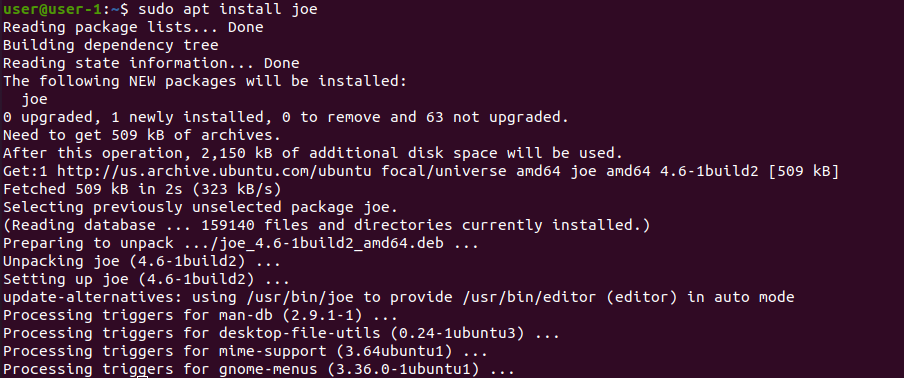 user@user-1:~$ sudo apt install joe
Reading package lists... Done
Building dependency tree
Reading state information... Done
The following NEW packages will be installed:
  joe
0 upgraded, 1 newly installed, 0 to remove and 63 not upgraded.
Need to get 509 kB of archives.
After this operation, 2,150 kB of additional disk space will be used.
Get:1 http://us.archive.ubuntu.com/ubuntu focal/universe amd64 joe amd64 4.6-1build2 [509 kB]
Fetched 509 kB in 2s (323 kB/s)
Selecting previously unselected package joe.
(Reading database ... 159140 files and directories currently installed.)
Preparing to unpack .../joe_4.6-1build2_amd64.deb ...
Unpacking joe (4.6-1build2) ...
Setting up joe (4.6-1build2) ...
update-alternatives: using /usr/bin/joe to provide /usr/bin/editor (editor) in auto mode
Processing triggers for man-db (2.9.1-1) ...
Processing triggers for desktop-file-utils (0.24-1ubuntu3) ...
Processing triggers for mime-support (3.64ubuntu1) ...
Processing triggers for gnome-menus (3.36.0-1ubuntu1) ...